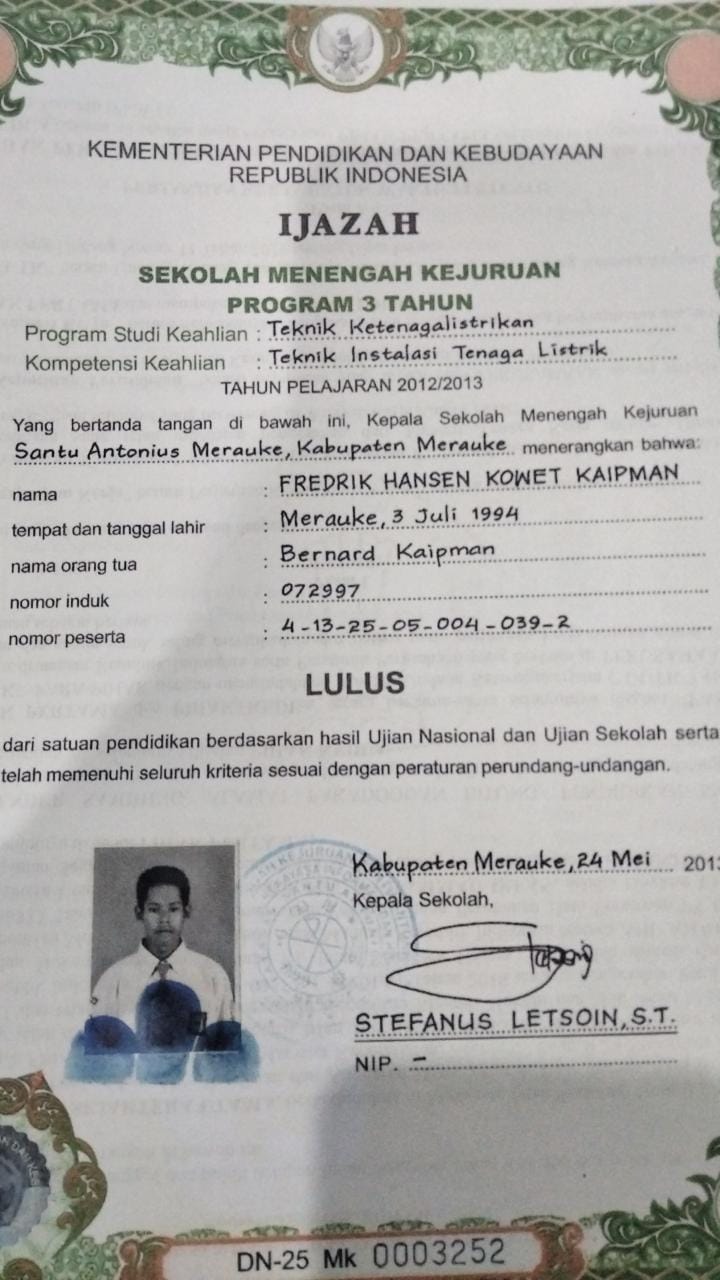 KEMENTERIAN PENDIDIKAN DAN KEBUDAYAAN
REPUBLIK INDONESIA
IJAZAH
SEKOLAH MENENGAH KEJURUAN
PROGRAM 3 TAHUN
Program Studi Keahlian : Teknik Ketenagalistrikan
Kompetensi Keahlian : Teknik Instalasi Tenaga Listrik
TAHUN PELAJARAN 2012/2013
Yang bertanda tangan di bawah ini, Kepala Sekolah Menengah Kejuruan
Santu Antonius Merauke, Kabupaten Merauke menerangkan bahwa:
nama : FREDRIK HANSEN KOWET KAIPMAN
tempat dan tanggal lahir : Merauke, 3 Juli 1994
nama orang tua : Bernard Kaipman
nomor induk : 072997
nomor peserta : 4-13-25-05-004-039-2
LULUS
dari satuan pendidikan berdasarkan hasil Ujian Nasional dan Ujian Sekolah serta
telah memenuhi seluruh kriteria sesuai dengan peraturan perundang-undangan.
Kabupaten Merauke, 24 Mei 2013
Kepala Sekolah,
STEFANUS LETSOIN, S.T.
NIP. -
DN-25 Mk 0003252